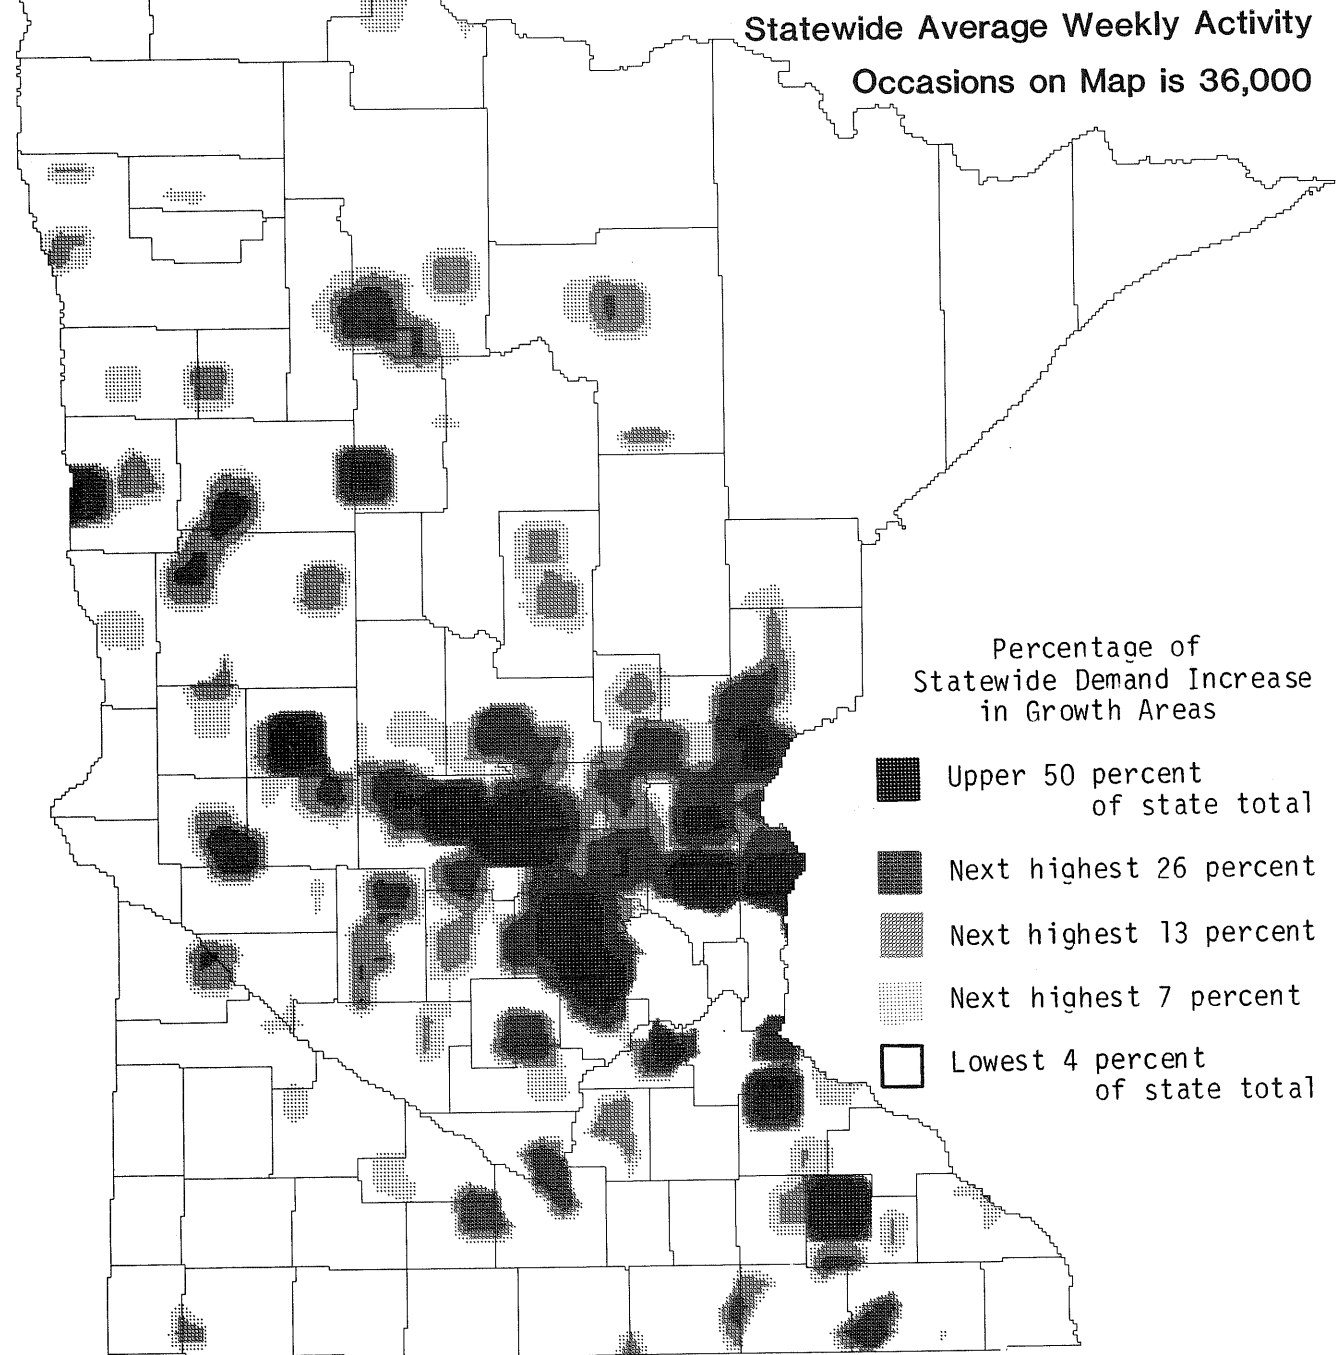 Statewide Average Weekly Activity
Occasions on Map is 36,000
Percentage of
Statewide Demand Increase
in Growth Areas
Upper 50 percent
of state total
Next highest 26 percent
Next highest 13 percent
Next highest 7 percent
Lowest 4 percent
of state total